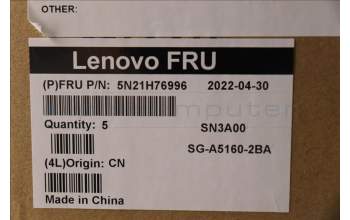 OTHER:
Lenovo FRU
(P)FRU P/N: 5N21H76996 2022-04-30
Quantity: 5 SN3A00
SG-A5160-2BA
(4L)Origin: CN
Made in China